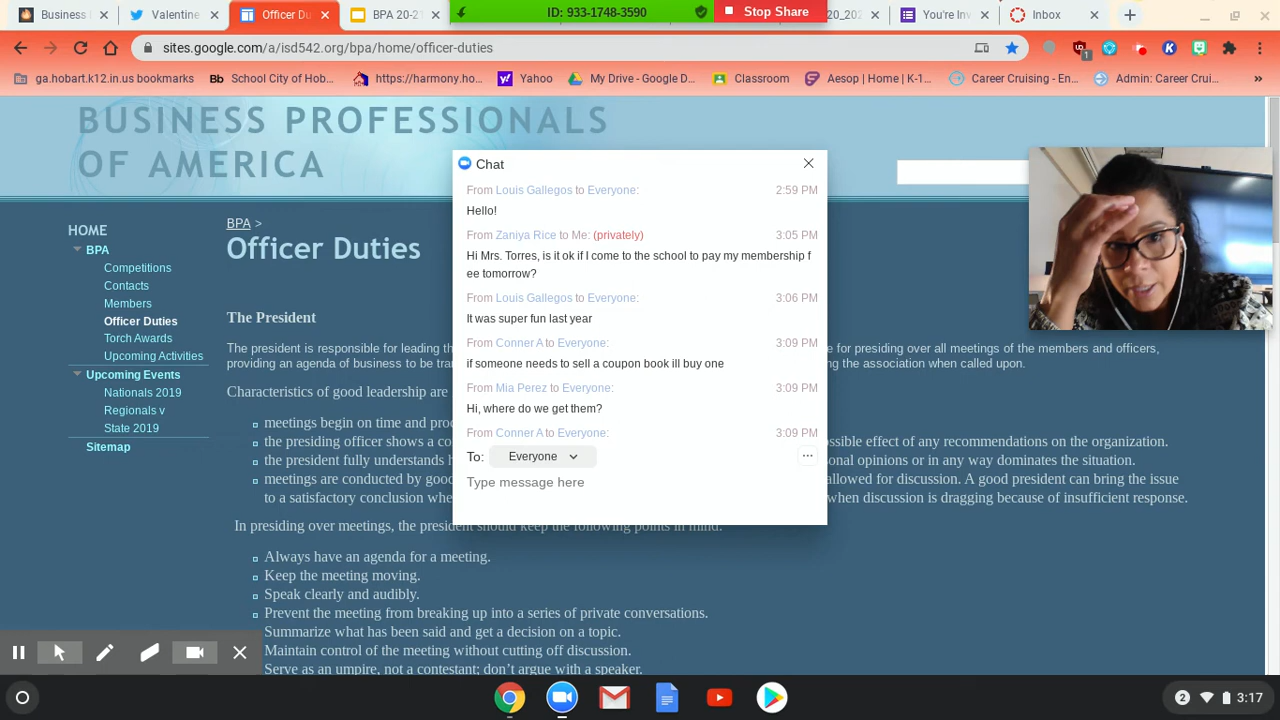 Business
Valentine
Officer Du
BPA 20-21
ID: 933-1748-3590
Stop Share
20_202
You're Inv
Inbox
sites.google.com/a/isd542.org/bpa/home/officer-duties
1
ga.hobart.k12.in.us bookmarks
Bb School City of Hob...
https://harmony.ho...
Yahoo
My Drive - Google D...
Classroom
Aesop | Home | K-1...
Career Cruising - En...
Admin: Career Crui...
»
BUSINESS PROFESSIONALS
OF AMERICA
HOME
BPA
Competitions
Contacts
Members
Officer Duties
Torch Awards
Upcoming Activities
Upcoming Events
Nationals 2019
Regionals v
State 2019
Sitemap
BPA >
Officer Duties
The President
The president is responsible for leading th
e for presiding over all meetings of the members and officers,
providing an agenda of business to be tra
ing the association when called upon.
Characteristics of good leadership are
meetings begin on time and proc
the presiding officer shows a co
ossible effect of any recommendations on the organization.
the president fully understands h
sonal opinions or in any way dominates the situation.
meetings are conducted by good
allowed for discussion. A good president can bring the issue
to a satisfactory conclusion whe
when discussion is dragging because of insufficient response.
In presiding over meetings, the president should keep the following points in mind:
Always have an agenda for a meeting.
Keep the meeting moving.
Speak clearly and audibly.
Prevent the meeting from breaking up into a series of private conversations.
Summarize what has been said and get a decision on a topic.
Maintain control of the meeting without cutting off discussion.
Serve as an umpire, not a contestant; don't argue with a speaker.
Chat
From Louis Gallegos to Everyone: 2:59 PM
Hello!
From Zaniya Rice to Me: (privately) 3:05 PM
Hi Mrs. Torres, is it ok if I come to the school to pay my membership f
ee tomorrow?
From Louis Gallegos to Everyone: 3:06 PM
It was super fun last year
From Conner A to Everyone: 3:09 PM
if someone needs to sell a coupon book ill buy one
From Mia Perez to Everyone: 3:09 PM
Hi, where do we get them?
From Conner A to Everyone: 3:09 PM
To: Everyone
Type message here
2
3:17